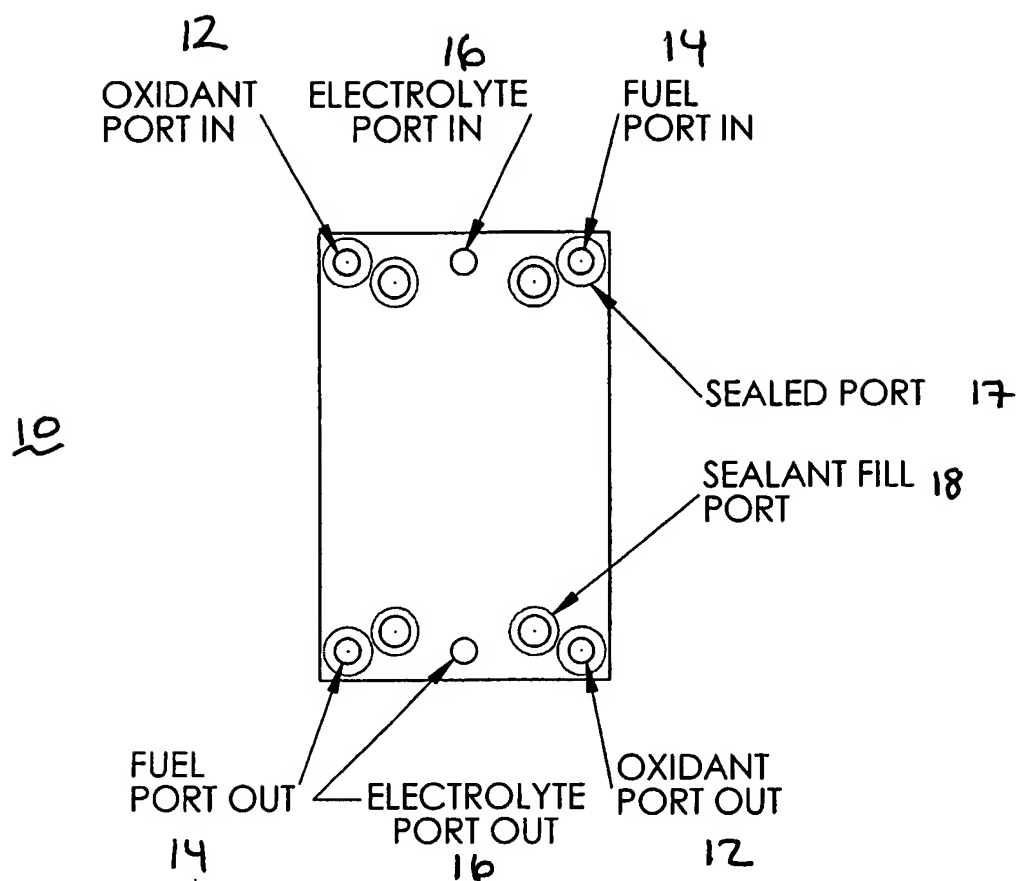 12
OXIDANT
PORT IN
16
ELECTROLYTE
PORT IN
14
FUEL
PORT IN
SEALED PORT 17
10
SEALANT FILL 18
PORT
FUEL
PORT OUT
14
ELECTROLYTE
PORT OUT
16
OXIDANT
PORT OUT
12